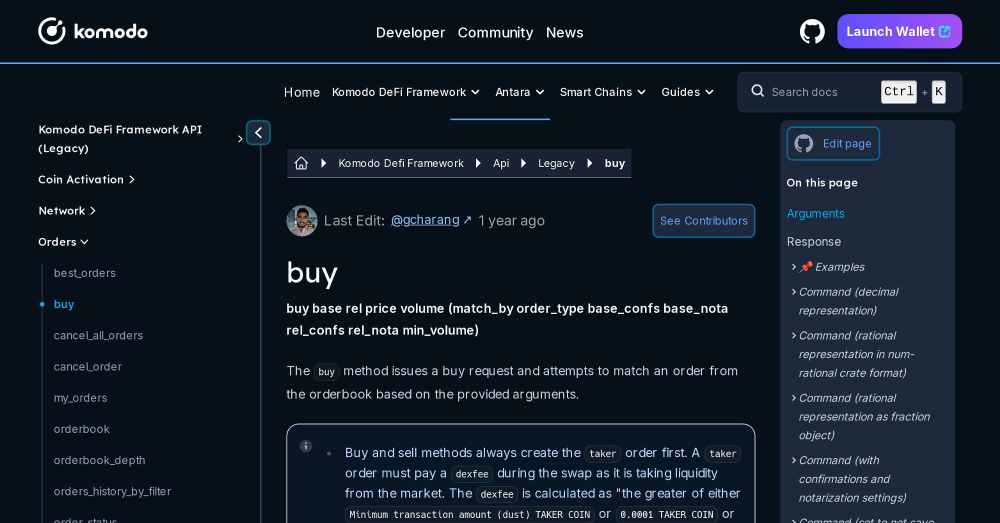 komodo
Developer Community News
Launch Wallet
Home Komodo DeFi Framework Antara Smart Chains Guides
Search docs Ctrl + K
Komodo DeFi Framework API
(Legacy)
Coin Activation
Network
Orders
best_orders
buy
cancel_all_orders
cancel_order
my_orders
orderbook
orderbook_depth
orders_history_by_filter
order_status
Komodo Defi Framework Api Legacy buy
Last Edit: @gcharang ↗ 1 year ago
See Contributors
buy
buy base rel price volume (match_by order_type base_confs base_nota
rel_confs rel_nota min_volume)
The buy method issues a buy request and attempts to match an order from
the orderbook based on the provided arguments.
Buy and sell methods always create the taker order first. A taker
order must pay a dexfee during the swap as it is taking liquidity
from the market. The dexfee is calculated as "the greater of either
Minimum transaction amount (dust) TAKER COIN or 0.0001 TAKER COIN or
Edit page
On this page
Arguments
Response
📌 Examples
Command (decimal
representation)
Command (rational
representation in num-
rational crate format)
Command (rational
representation as fraction
object)
Command (with
confirmations and
notarization settings)
Command (set to not save